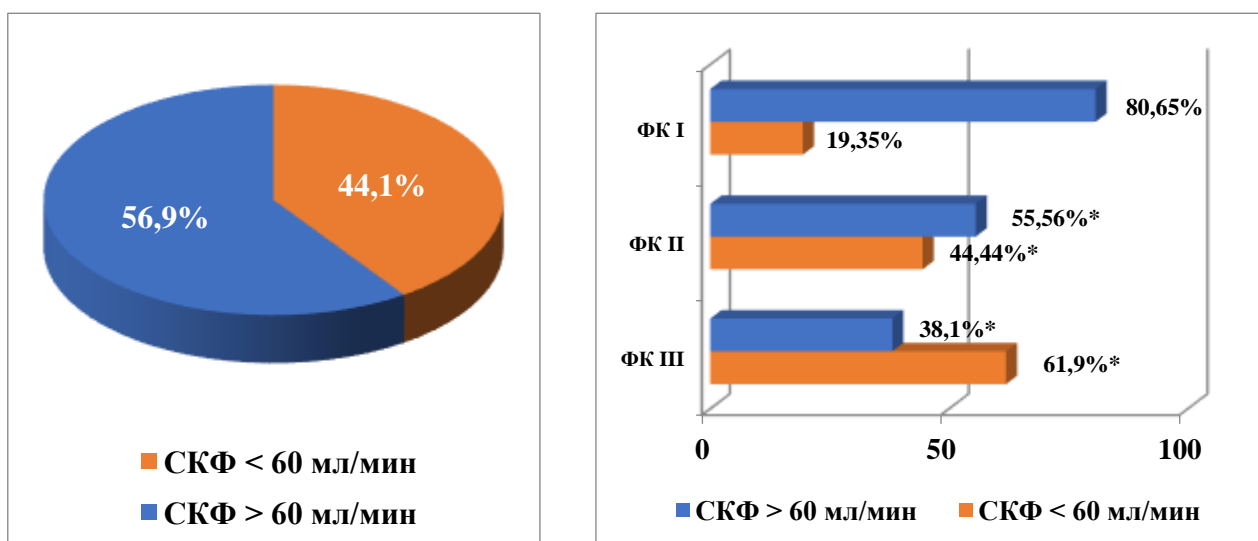 44,1%
56,9%
СКФ < 60 мл/мин
СКФ > 60 мл/мин
ФК I
80,65%
19,35%
ФК II
55,56%*
44,44%*
ФК III
38,1%*
61,9%*
0 50 100
СКФ > 60 мл/мин СКФ < 60 мл/мин